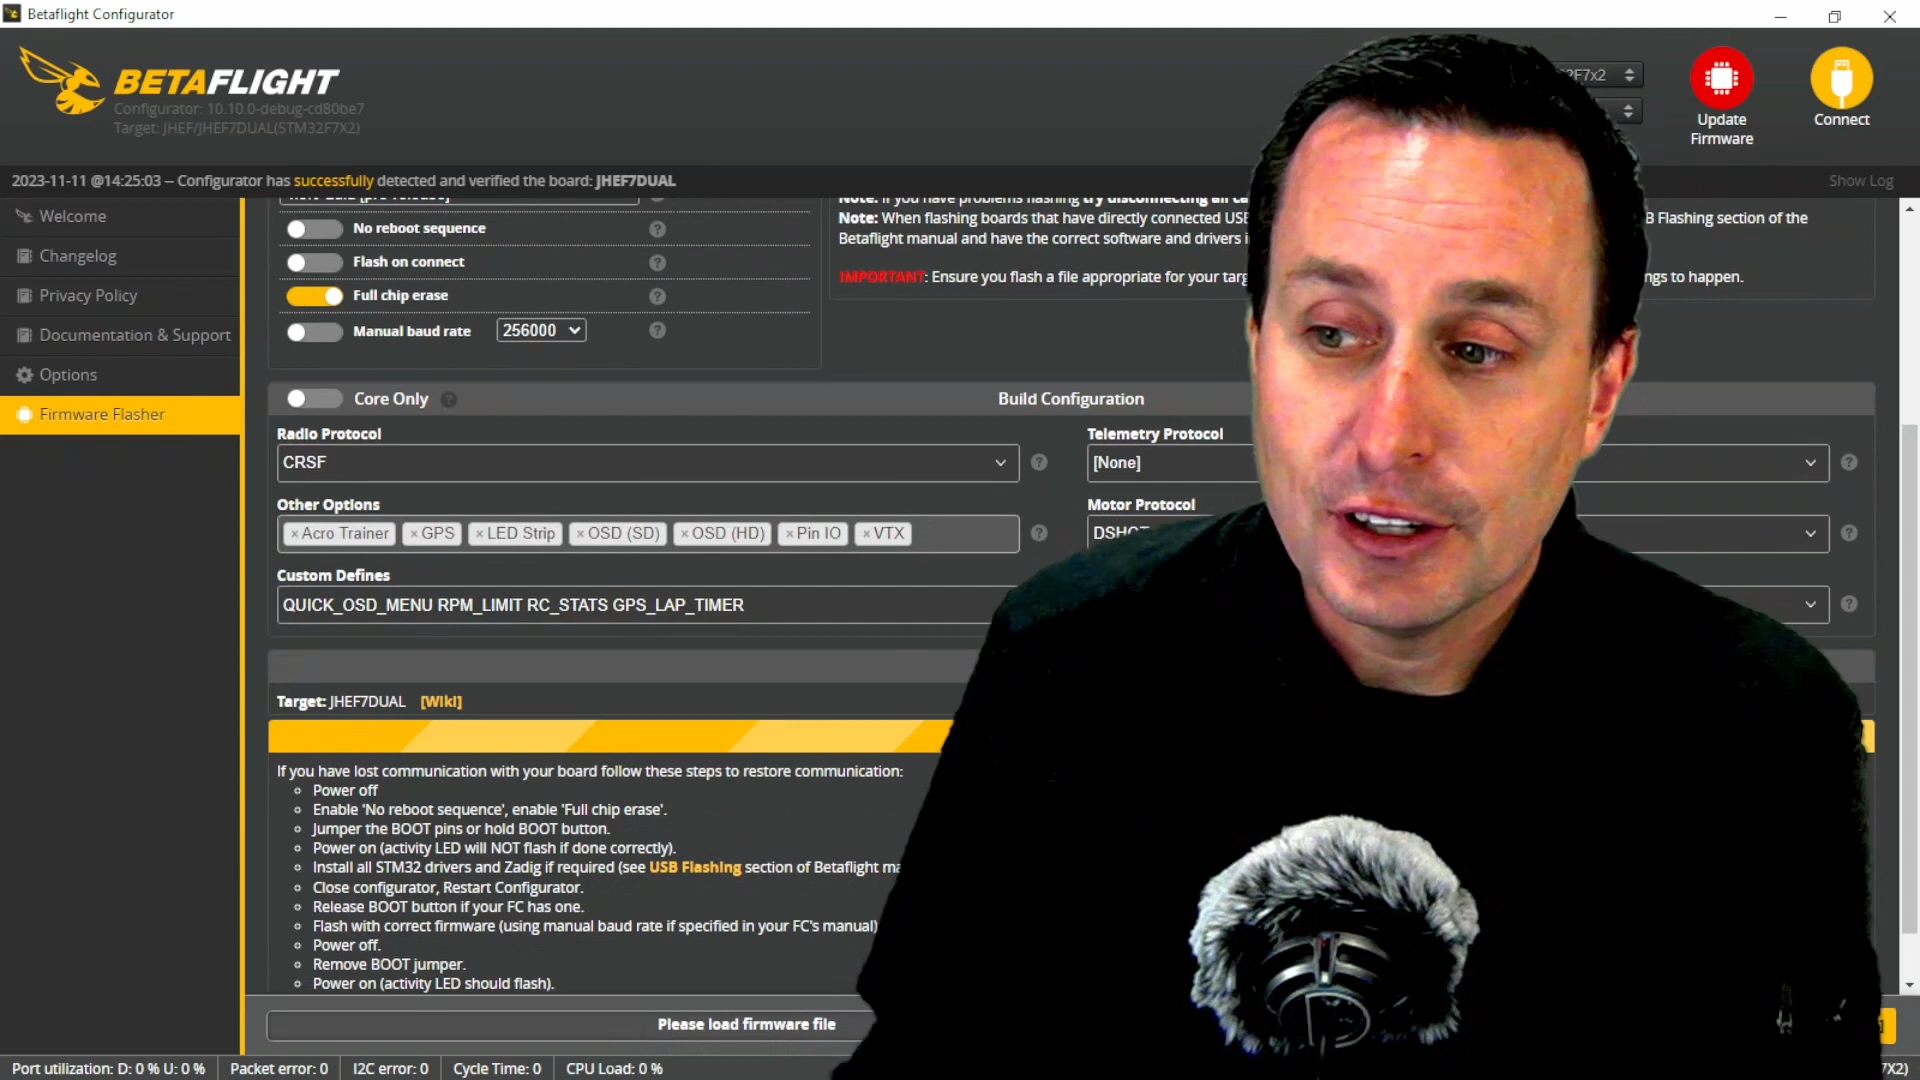 Betaflight Configurator
BETAFLIGHT
Configurator: 10.10.0-debug-cd80be7
Target: JHEF/JHEF7DUAL(STM32F7X2)
Update
Firmware
Connect
2023-11-11 @14:25:03 -- Configurator has successfully detected and verified the board: JHEF7DUAL
Show Log
Welcome
Changelog
Privacy Policy
Documentation & Support
Options
Firmware Flasher
No reboot sequence
Flash on connect
Full chip erase
Manual baud rate 256000
Note: If you have problems flashing try disconnecting all
Note: When flashing boards that have directly connected B Flashing section of the
Betaflight manual and have the correct software and drivers
IMPORTANT: Ensure you flash a file appropriate for your ngs to happen.
Core Only
Build Configuration
Radio Protocol
CRSF
Telemetry Protocol
[None]
Other Options
×Acro Trainer ×GPS ×LED Strip ×OSD (SD) ×OSD (HD) ×Pin IO ×VTX
Motor Protocol
DSHOT
Custom Defines
QUICK_OSD_MENU RPM_LIMIT RC_STATS GPS_LAP_TIMER
Target: JHEF7DUAL [Wiki]
If you have lost communication with your board follow these steps to restore communication:
Power off
Enable 'No reboot sequence', enable 'Full chip erase'.
Jumper the BOOT pins or hold BOOT button.
Power on (activity LED will NOT flash if done correctly).
Install all STM32 drivers and Zadig if required (see USB Flashing section of Betaflight
Close configurator, Restart Configurator.
Release BOOT button if your FC has one.
Flash with correct firmware (using manual baud rate if specified in your FC's manual)
Power off.
Remove BOOT jumper.
Power on (activity LED should flash).
Please load firmware file
Port utilization: D: 0 % U: 0 %
Packet error: 0
I2C error: 0
Cycle Time: 0
CPU Load: 0 %
7X2)